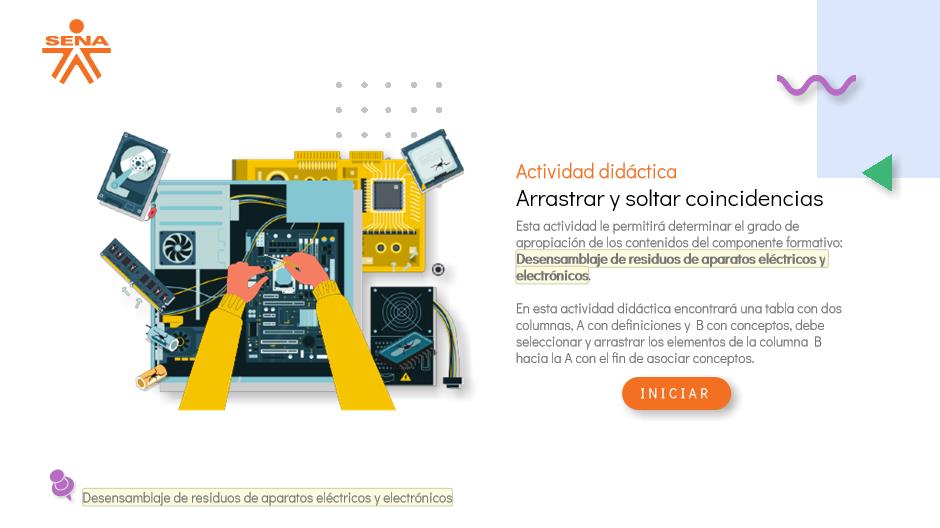 SENA
Actividad didáctica
Arrastrar y soltar coincidencias
Esta actividad le permitirá determinar el grado de
apropiación de los contenidos del componente formativo:
Desensamblaje de residuos de aparatos eléctricos y
electrónicos.
En esta actividad didáctica encontrará una tabla con dos
columnas, A con definiciones y B con conceptos, debe
seleccionar y arrastrar los elementos de la columna B
hacia la A con el fin de asociar conceptos.
INICIAR
Desensamblaje de residuos de aparatos eléctricos y electrónicos